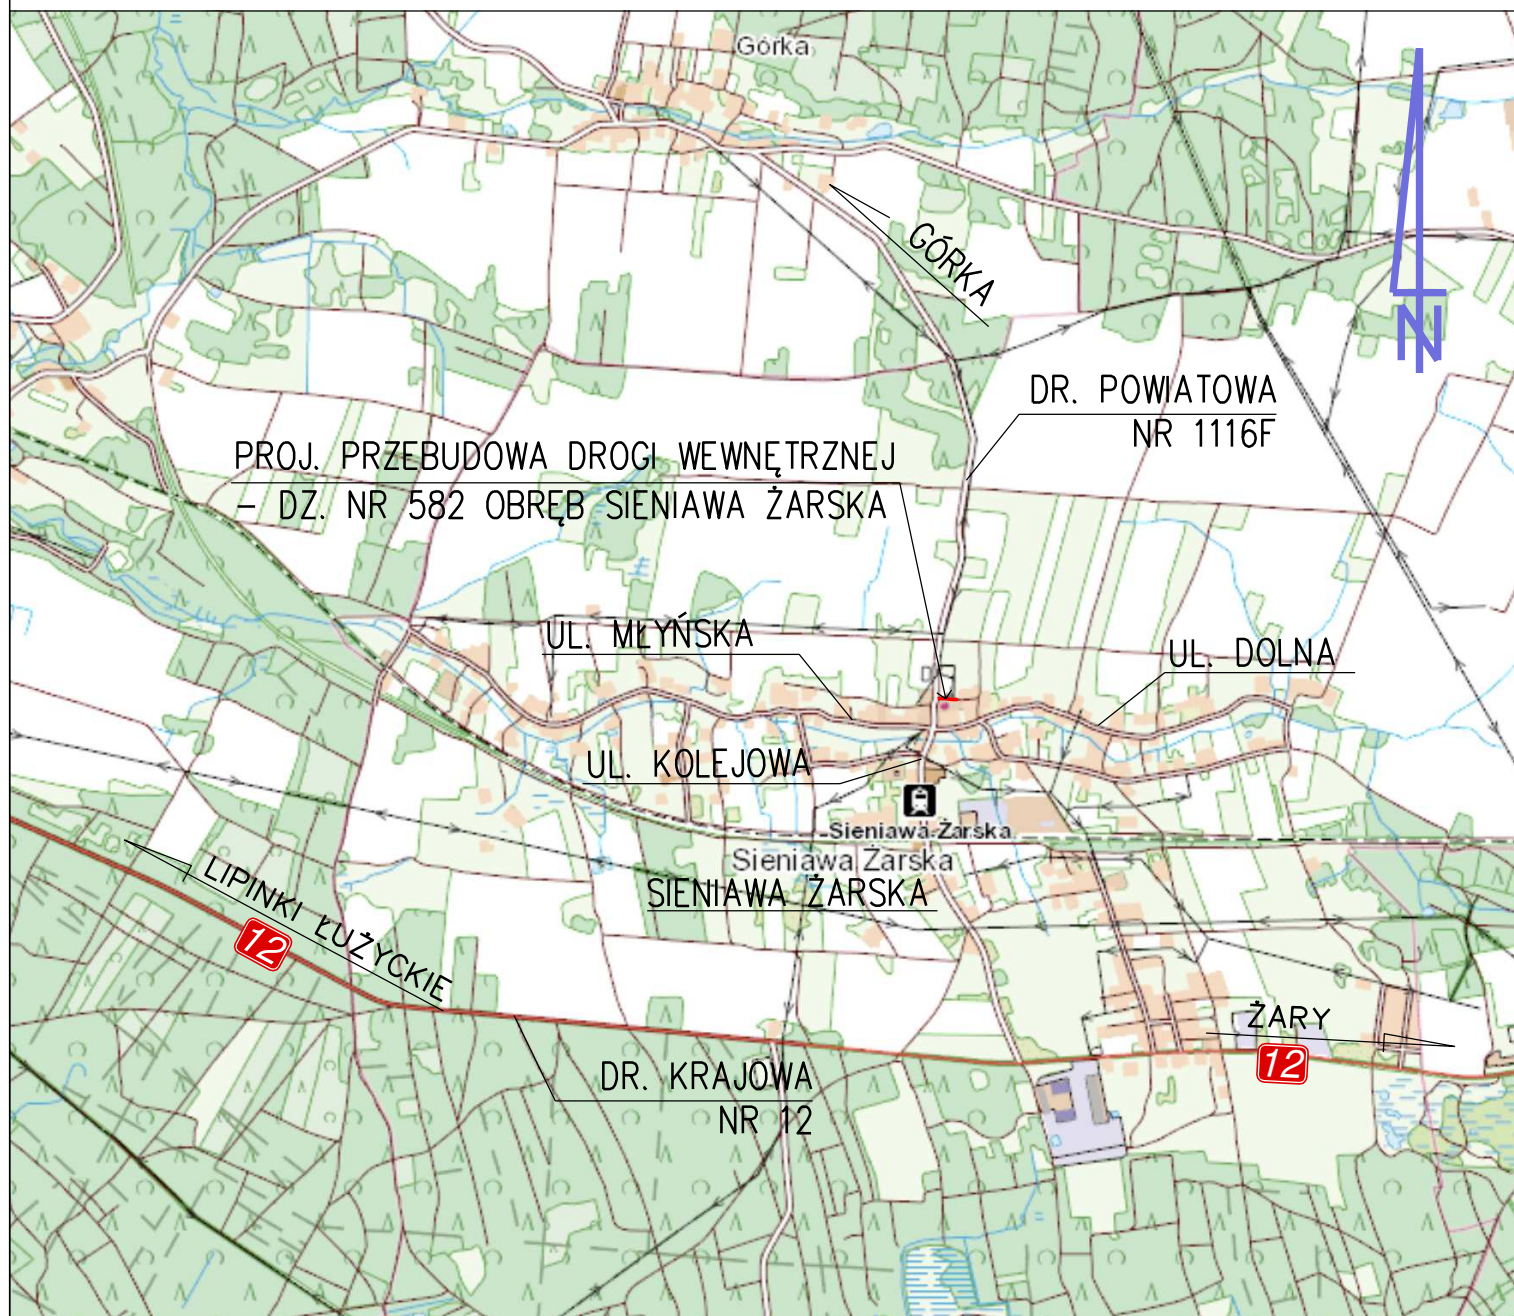 Górka
GÓRKA
N
DR. POWIATOWA
NR 1116F
PROJ. PRZEBUDOWA DROGI WEWNĘTRZNEJ
– DZ. NR 582 OBRĘB SIENIAWA ŻARSKA
UL. MŁYŃSKA
UL. DOLNA
UL. KOLEJOWA
Sieniawa Żarska
Sieniawa Żarska
SIENIAWA ŻARSKA
LIPINKI ŁUŻYCKIE
12
ŻARY
12
DR. KRAJOWA
NR 12